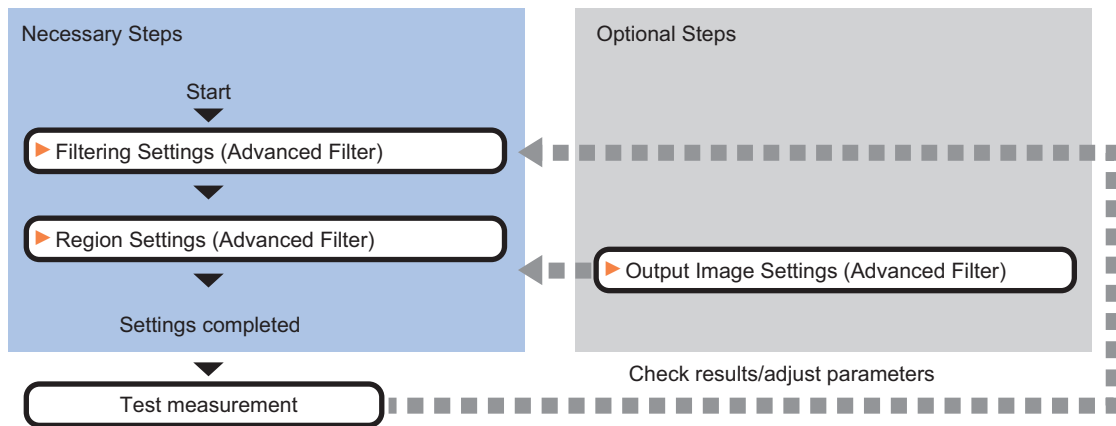 Necessary Steps
Start
Filtering Settings (Advanced Filter)
Region Settings (Advanced Filter)
Settings completed
Test measurement
Optional Steps
Output Image Settings (Advanced Filter)
Check results/adjust parameters